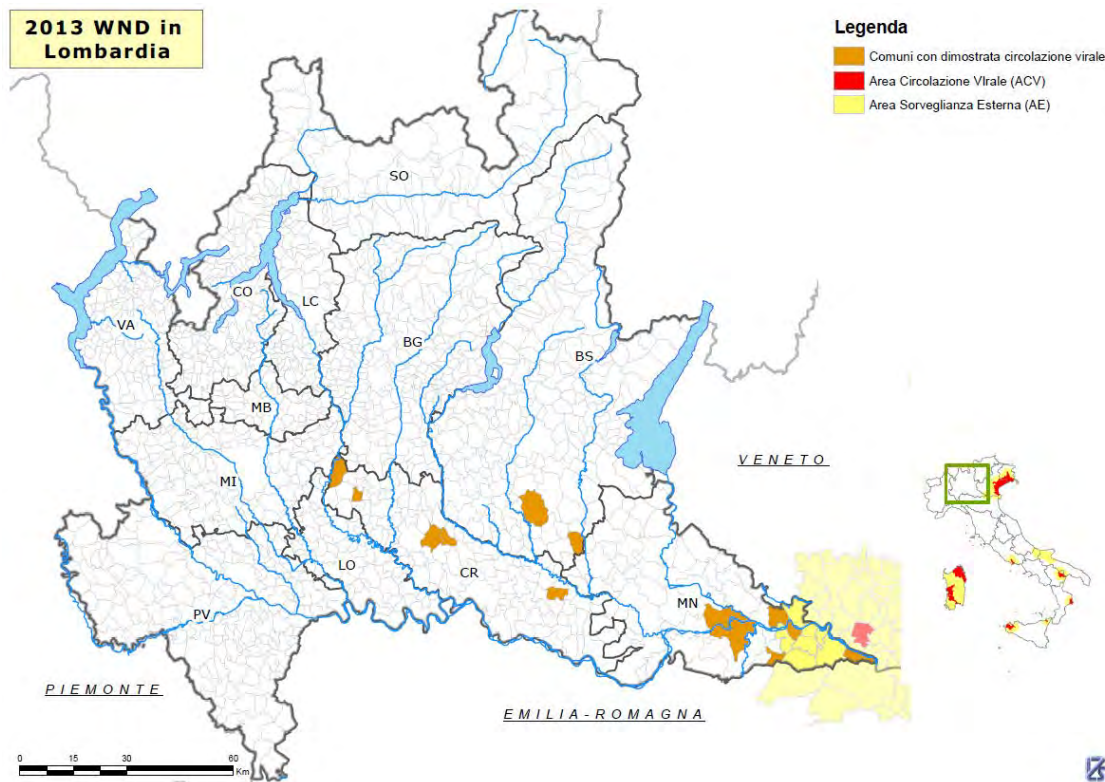 2013 WND in
Lombardia
Legenda
Comuni con dimostrata circolazione virale
Area Circolazione VIrale (ACV)
Area Sorveglianza Esterna (AE)
SO
CO
LC
VA
BG
BS
MB
VENETO
MI
LO
CR
MN
PV
PIEMONTE
EMILIA-ROMAGNA
0 15 30 60
Km